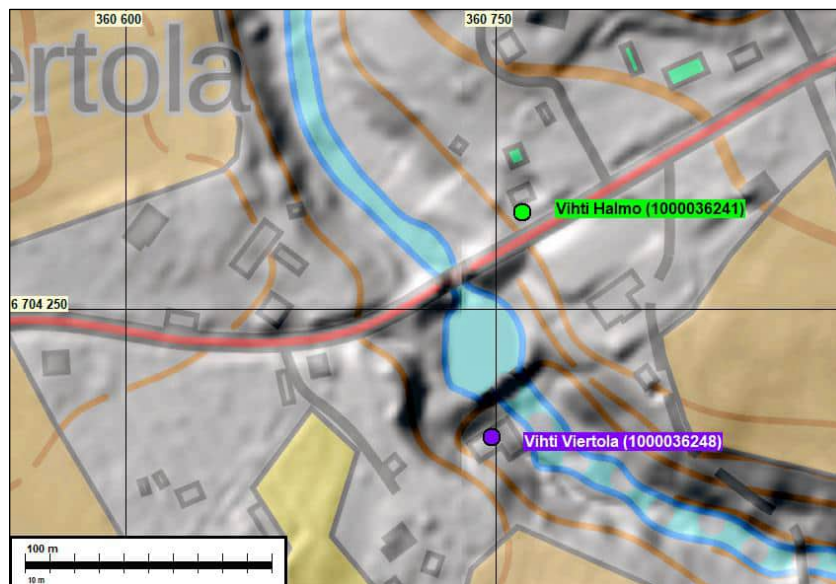 360 600
360 750
ertola
Vihti Halmo (1000036241)
6 704 250
Vihti Viertola (1000036248)
100 m
10 m